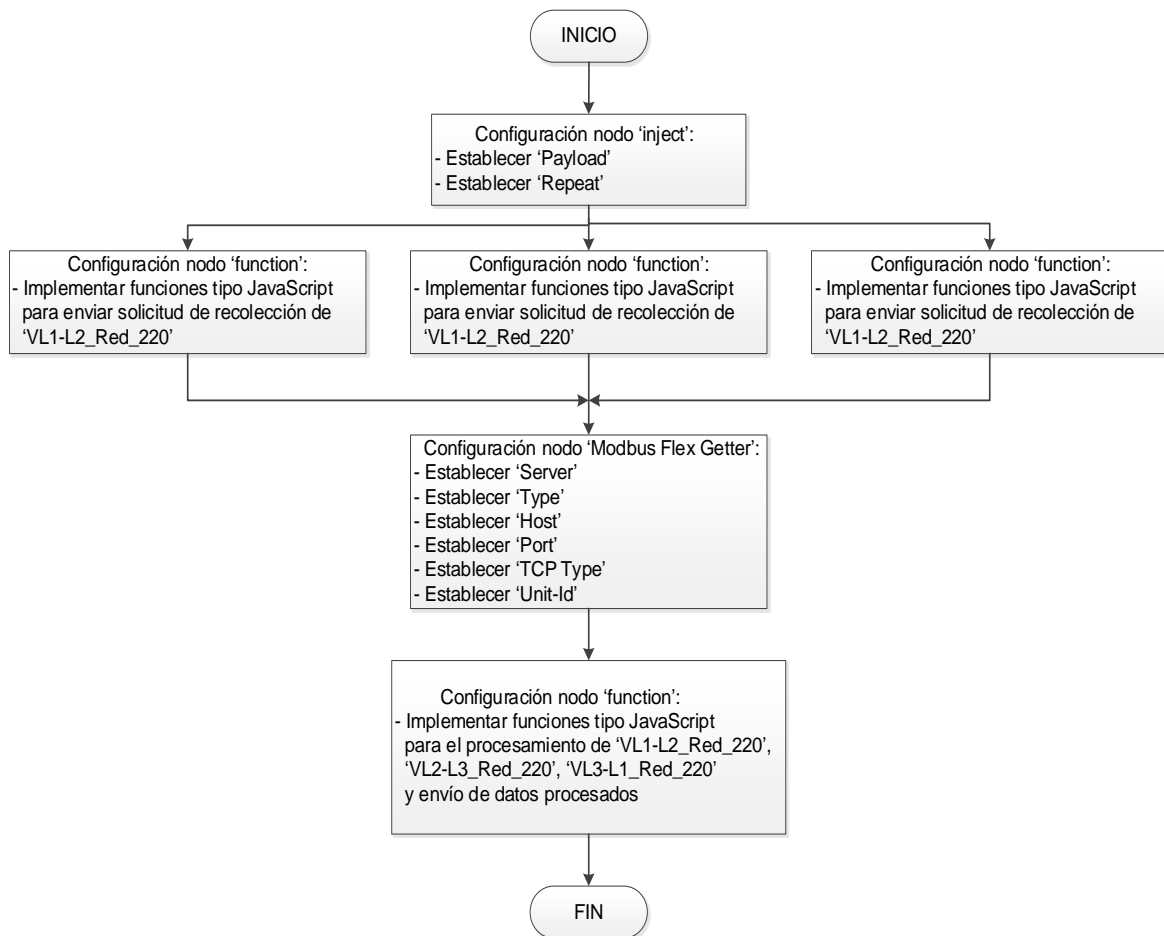 INICIO
Configuración nodo ‘inject’:
- Establecer ‘Payload’
- Establecer ‘Repeat’
Configuración nodo ‘function’:
- Implementar funciones tipo JavaScript
para enviar solicitud de recolección de
‘VL1-L2_Red_220’
Configuración nodo ‘function’:
- Implementar funciones tipo JavaScript
para enviar solicitud de recolección de
‘VL1-L2_Red_220’
Configuración nodo ‘function’:
- Implementar funciones tipo JavaScript
para enviar solicitud de recolección de
‘VL1-L2_Red_220’
Configuración nodo ‘Modbus Flex Getter’:
- Establecer ‘Server’
- Establecer ‘Type’
- Establecer ‘Host’
- Establecer ‘Port’
- Establecer ‘TCP Type’
- Establecer ‘Unit-Id’
Configuración nodo ‘function’:
- Implementar funciones tipo JavaScript
para el procesamiento de ‘VL1-L2_Red_220’,
‘VL2-L3_Red_220’, ‘VL3-L1_Red_220’
y envío de datos procesados
FIN